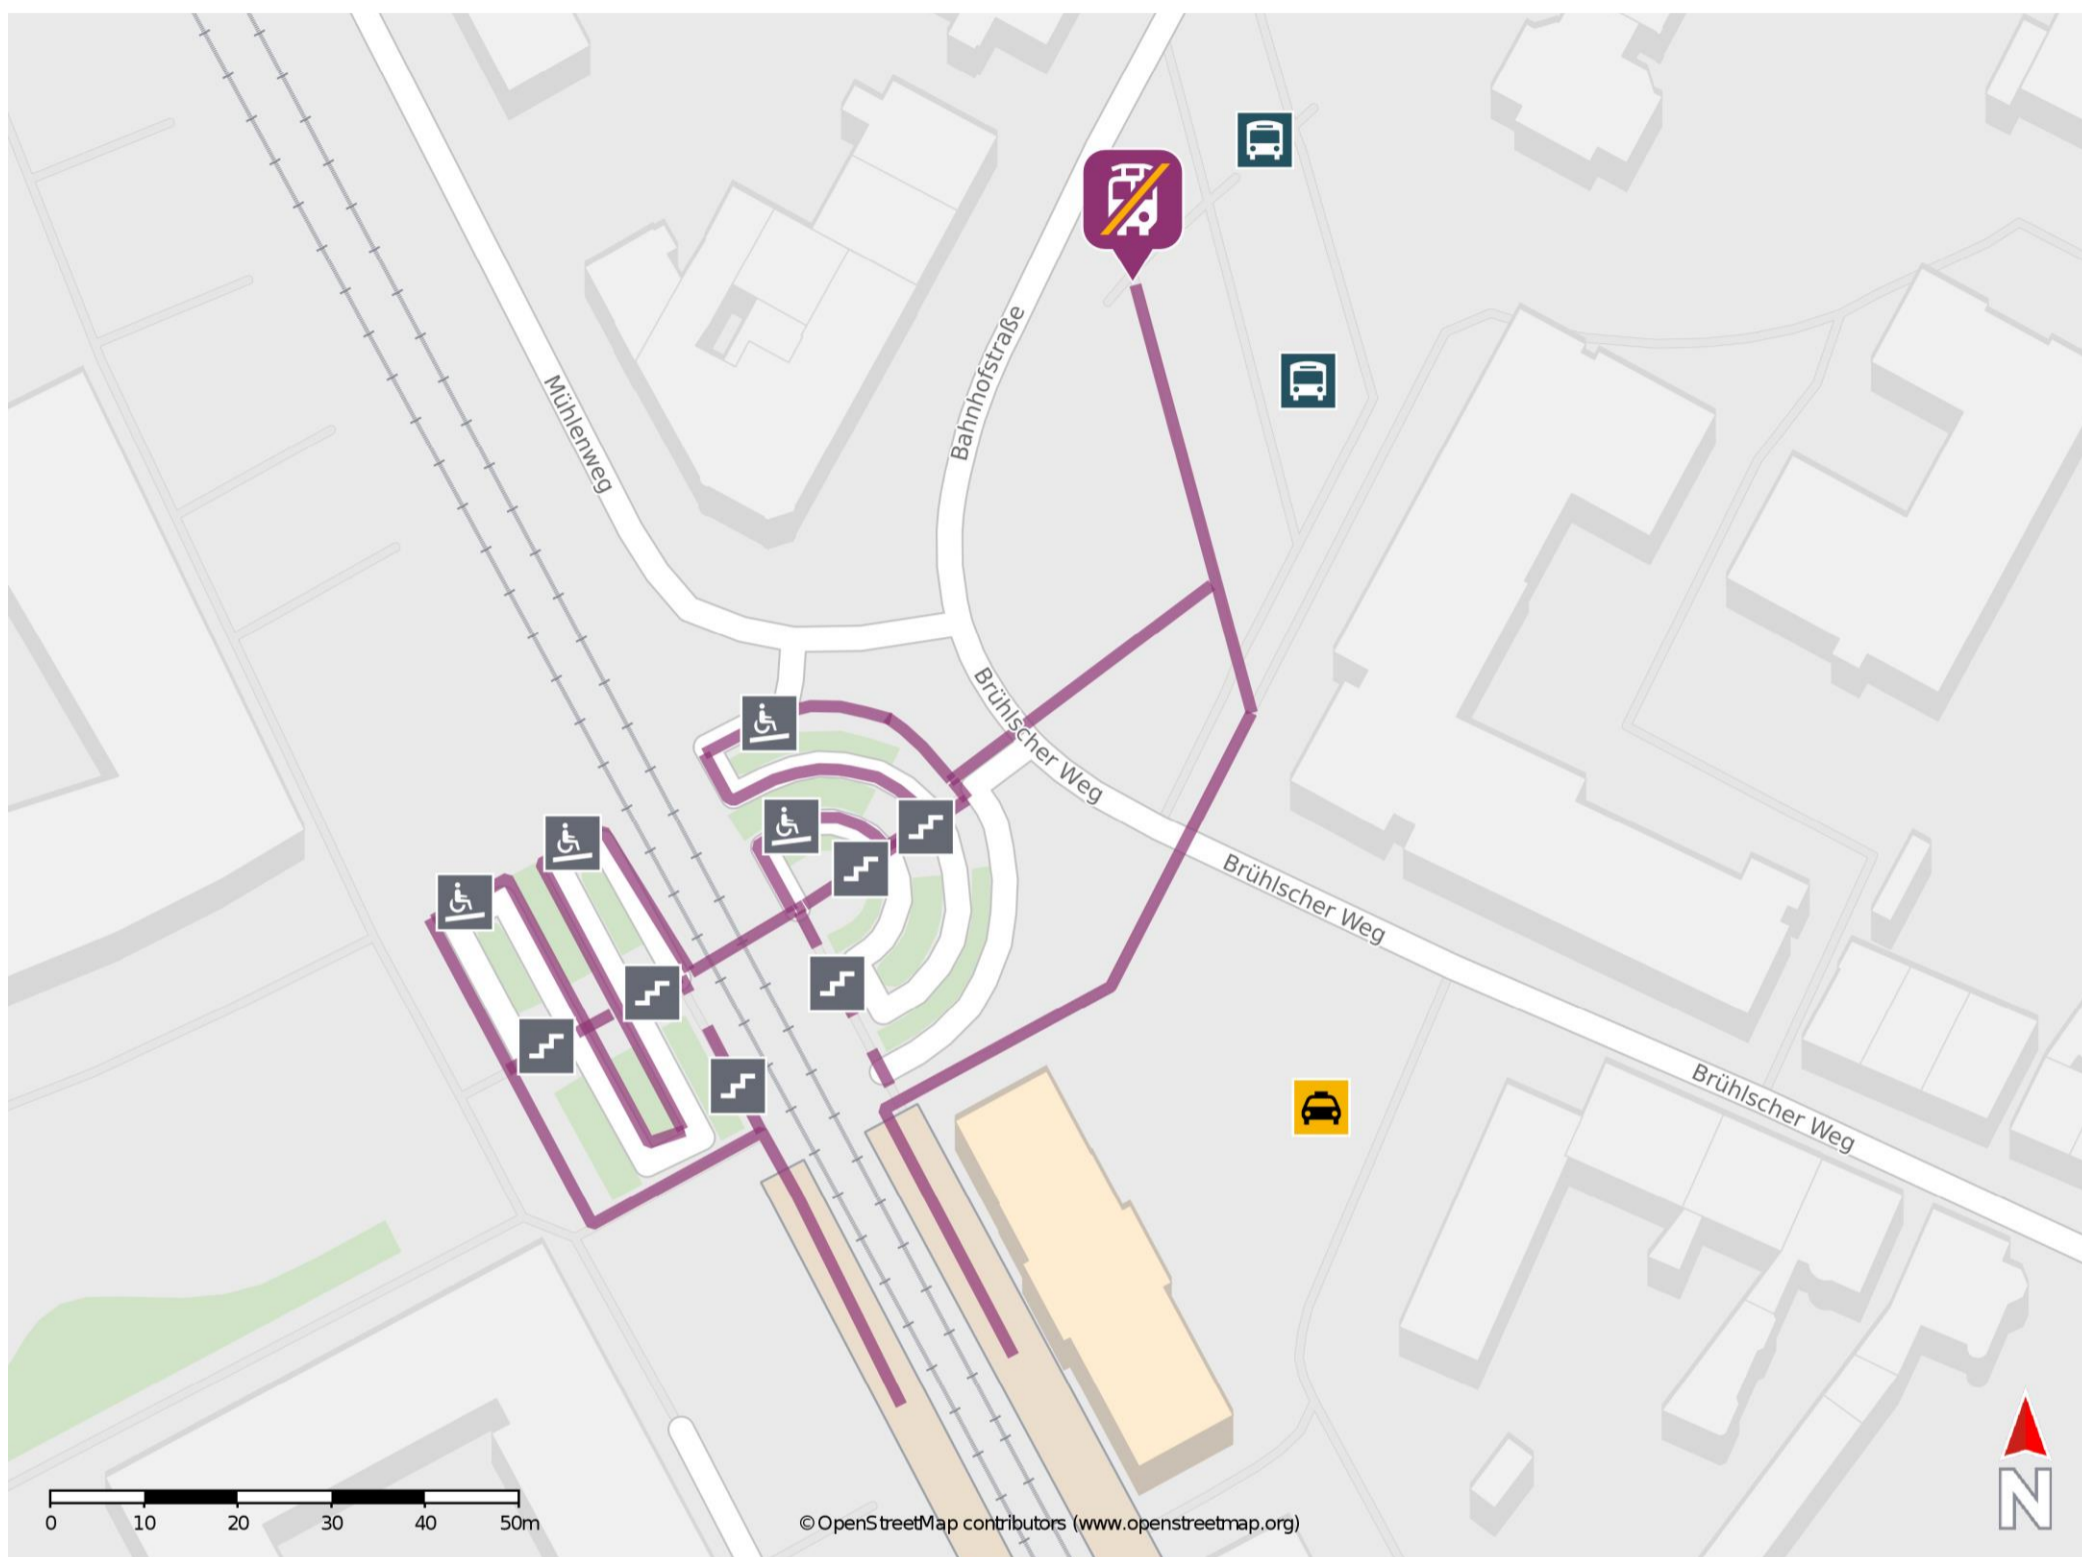 Bahnhofstraße
Mühlenweg
Brühlscher Weg
Brühlscher Weg
Brühlscher Weg
0 10 20 30 40 50m
© OpenStreetMap contributors (www.openstreetmap.org)
N